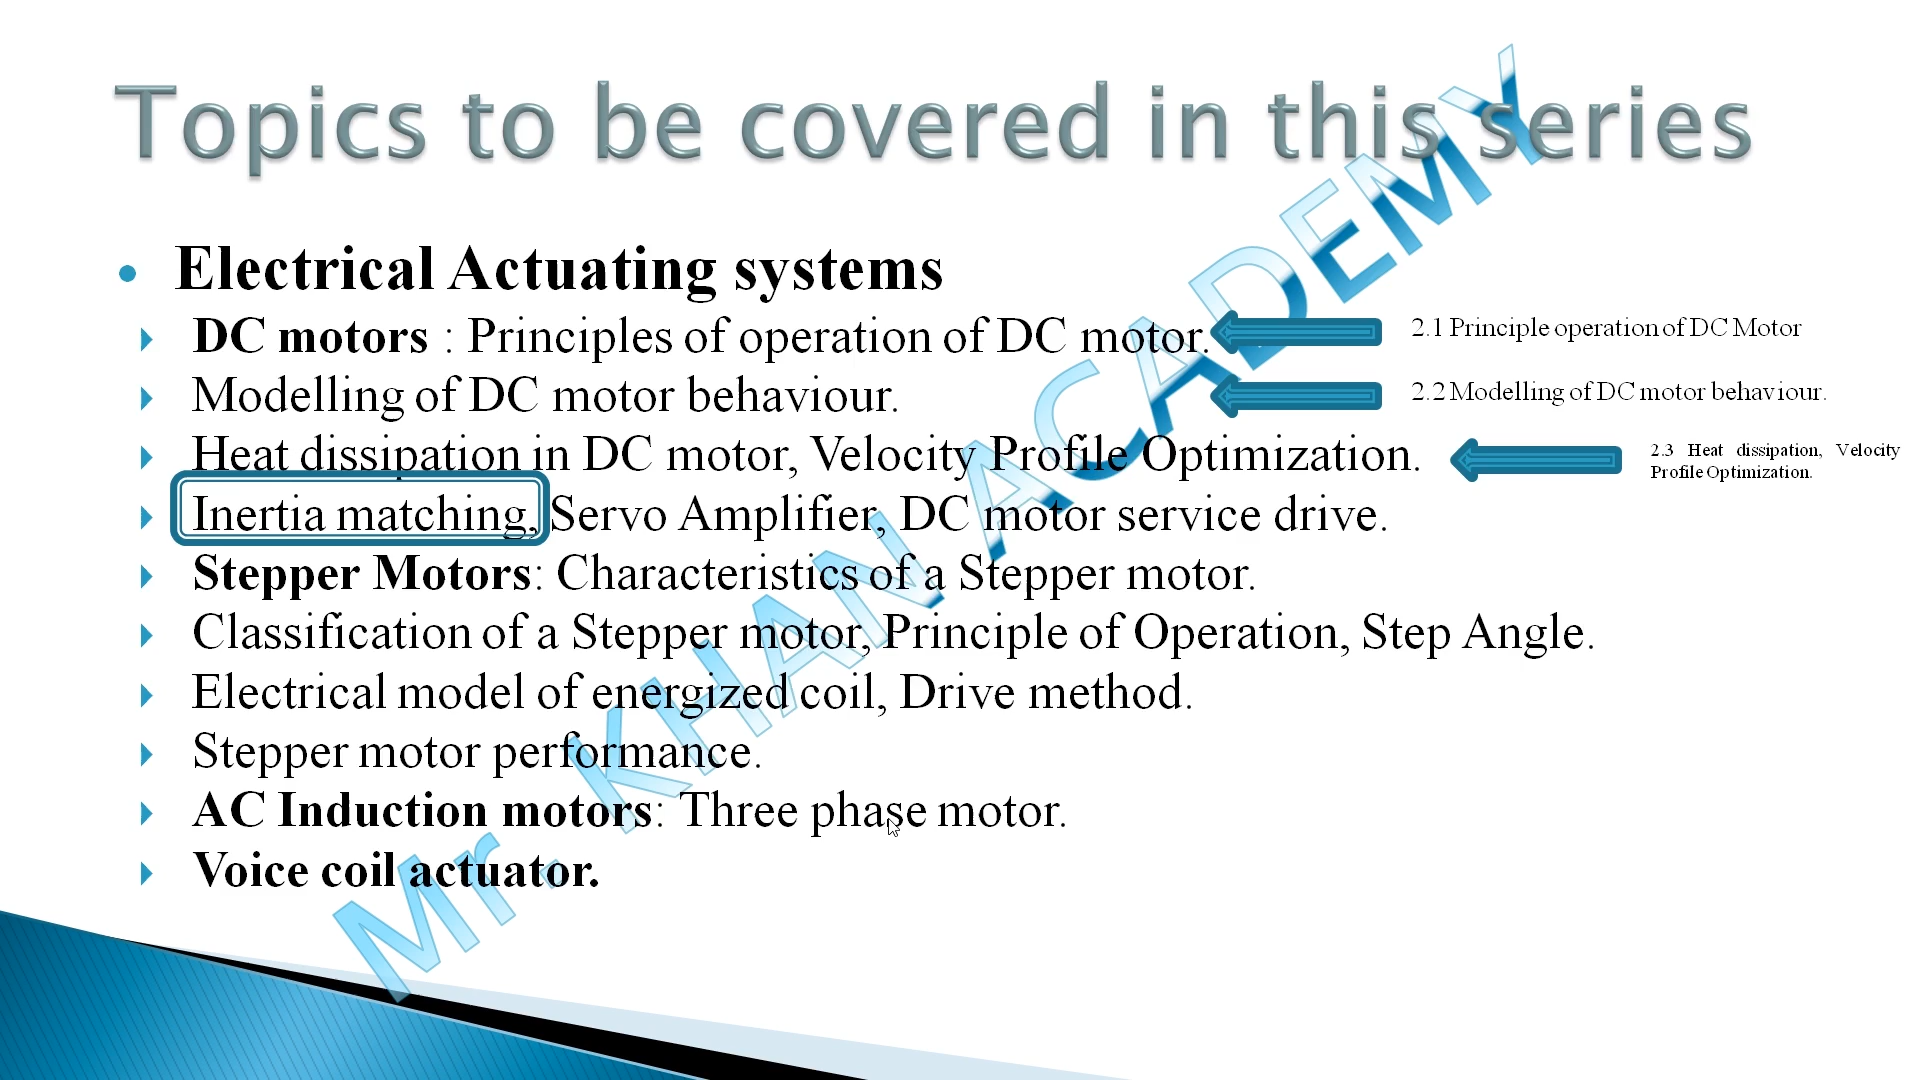 Topics to be covered in this series
Electrical Actuating systems
DC motors : Principles of operation of DC motor.
2.1 Principle operation of DC Motor
Modelling of DC motor behaviour.
2.2 Modelling of DC motor behaviour.
Heat dissipation in DC motor, Velocity Profile Optimization.
2.3 Heat dissipation, Velocity
Profile Optimization.
Inertia matching, Servo Amplifier, DC motor service drive.
Stepper Motors: Characteristics of a Stepper motor.
Classification of a Stepper motor, Principle of Operation, Step Angle.
Electrical model of energized coil, Drive method.
Stepper motor performance.
AC Induction motors: Three phase motor.
Voice coil actuator.
Mr. KHAN ACADEMY